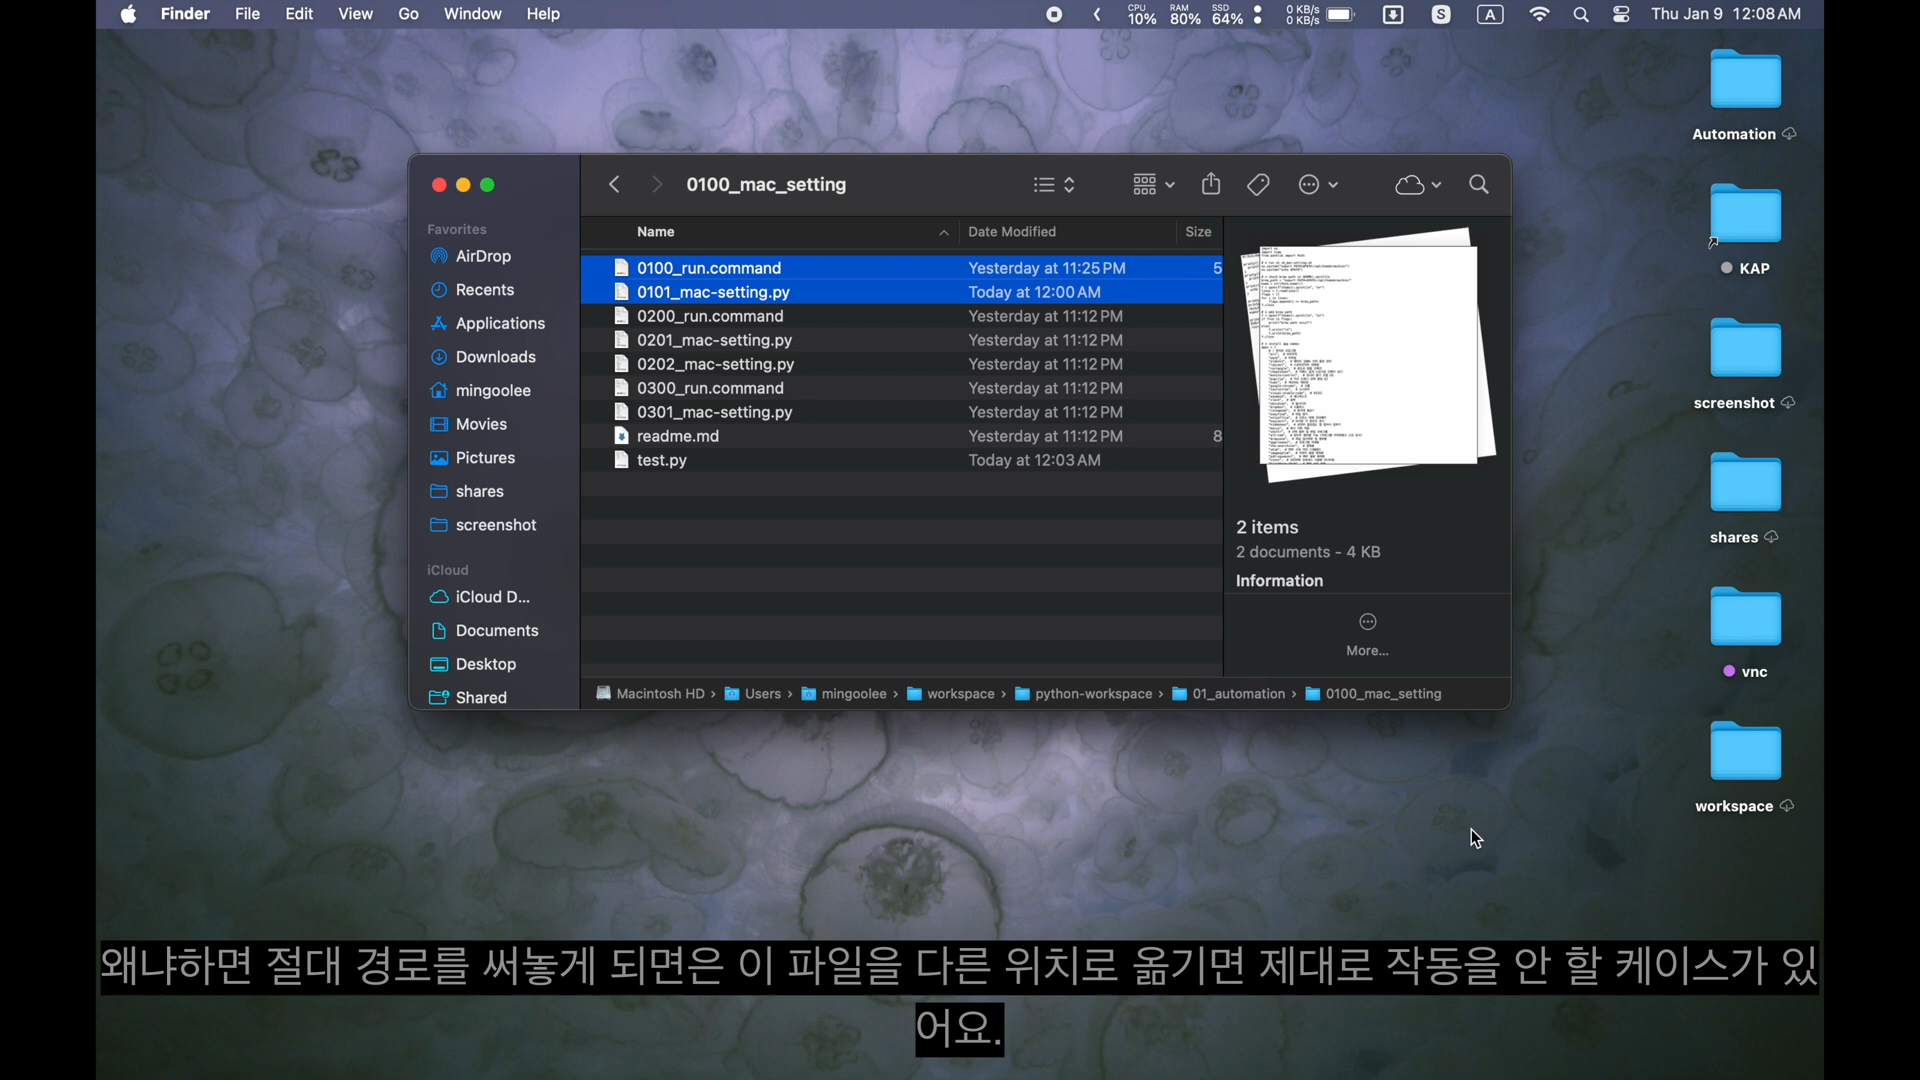 Finder File Edit View Go Window Help
CPU 10% RAM 80% SSD 64% 0 KB/s 0 KB/s S A Thu Jan 9 12:08 AM
Automation
KAP
screenshot
shares
vnc
workspace
0100_mac_setting
Favorites
AirDrop
Recents
Applications
Downloads
mingoolee
Movies
Pictures
shares
screenshot
iCloud
iCloud D...
Documents
Desktop
Shared
Name Date Modified Size
0100_run.command Yesterday at 11:25 PM 5
0101_mac-setting.py Today at 12:00 AM
0200_run.command Yesterday at 11:12 PM
0201_mac-setting.py Yesterday at 11:12 PM
0202_mac-setting.py Yesterday at 11:12 PM
0300_run.command Yesterday at 11:12 PM
0301_mac-setting.py Yesterday at 11:12 PM
readme.md Yesterday at 11:12 PM 8
test.py Today at 12:03 AM
2 items
2 documents - 4 KB
Information
More...
Macintosh HD › Users › mingoolee › workspace › python-workspace › 01_automation › 0100_mac_setting
왜냐하면 절대 경로를 써놓게 되면은 이 파일을 다른 위치로 옮기면 제대로 작동을 안 할 케이스가 있
어요.